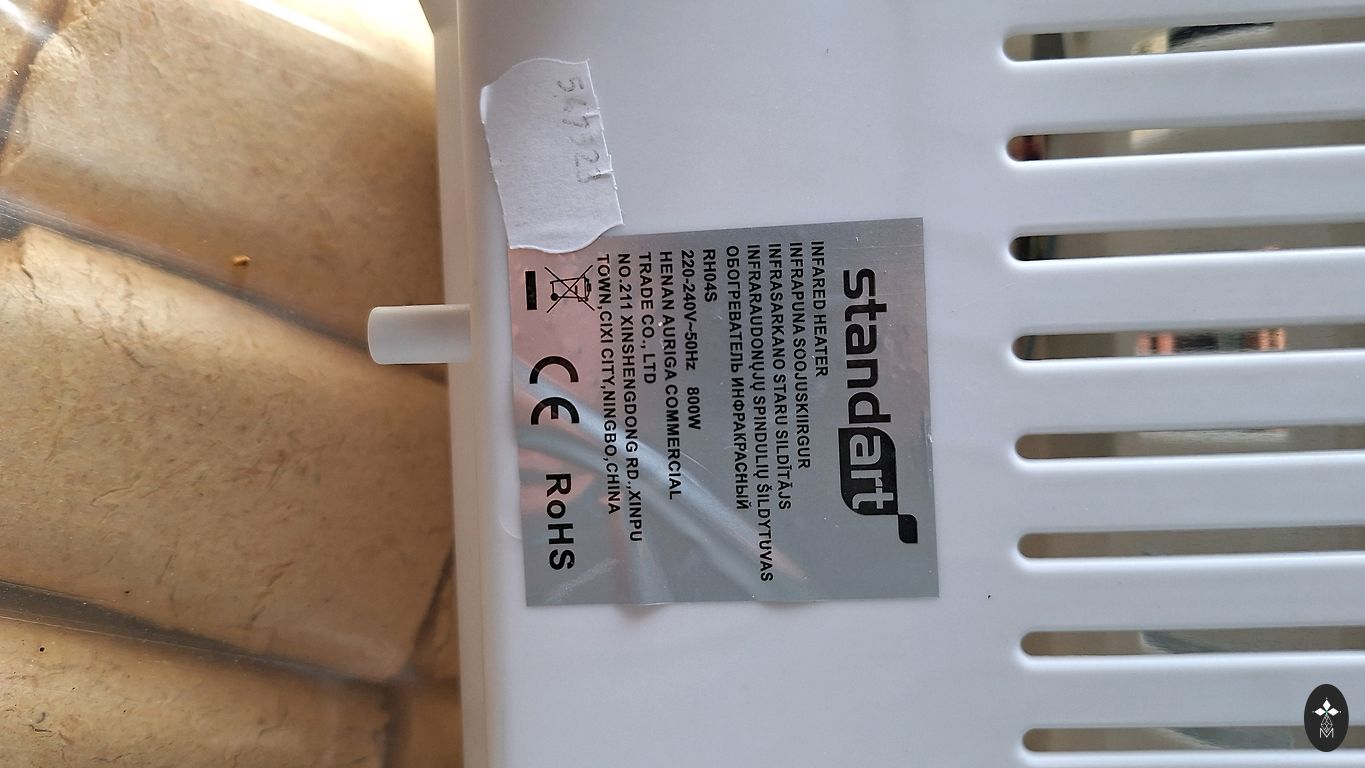 standart
INFARED HEATER
INFRAPUNA SOOJUSKIIRGUR
INFRASARKANO STARU SILDĪTĀJS
INFRARAUDONŲJŲ SPINDULIŲ ŠILDYTUVAS
ОБОГРЕВАТЕЛЬ ИНФРАКРАСНЫЙ
RH04S
220-240V~50Hz 800W
HENAN AURIGA COMMERCIAL
TRADE CO., LTD
NO.211 XINSHENGDONG RD.,XINPU
TOWN,CIXI CITY,NINGBO,CHINA
CE RoHS
M